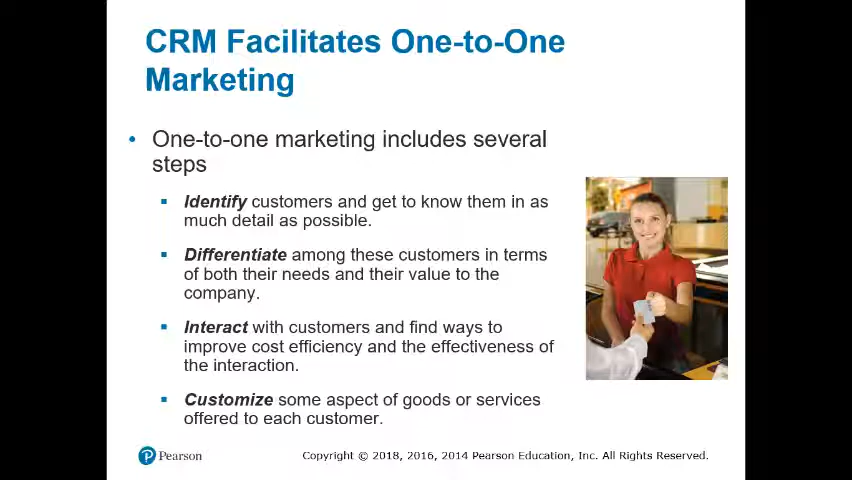 CRM Facilitates One-to-One
Marketing
• One-to-one marketing includes several
steps
▪ Identify customers and get to know them in as
much detail as possible.
▪ Differentiate among these customers in terms
of both their needs and their value to the
company.
▪ Interact with customers and find ways to
improve cost efficiency and the effectiveness of
the interaction.
▪ Customize some aspect of goods or services
offered to each customer.
Pearson
Copyright © 2018, 2016, 2014 Pearson Education, Inc. All Rights Reserved.